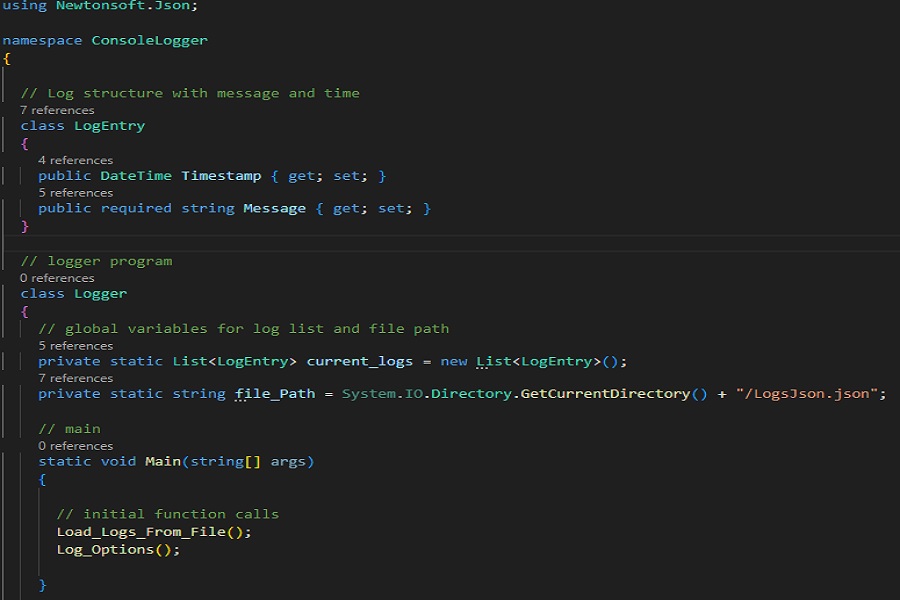 using Newtonsoft.Json;
namespace ConsoleLogger
{
// Log structure with message and time
7 references
class LogEntry
{
4 references
public DateTime Timestamp { get; set; }
5 references
public required string Message { get; set; }
}
// logger program
0 references
class Logger
{
// global variables for log list and file path
5 references
private static List<LogEntry> current_logs = new List<LogEntry>();
7 references
private static string file_Path = System.IO.Directory.GetCurrentDirectory() + "/LogsJson.json";
// main
0 references
static void Main(string[] args)
{
// initial function calls
Load_Logs_From_File();
Log_Options();
}